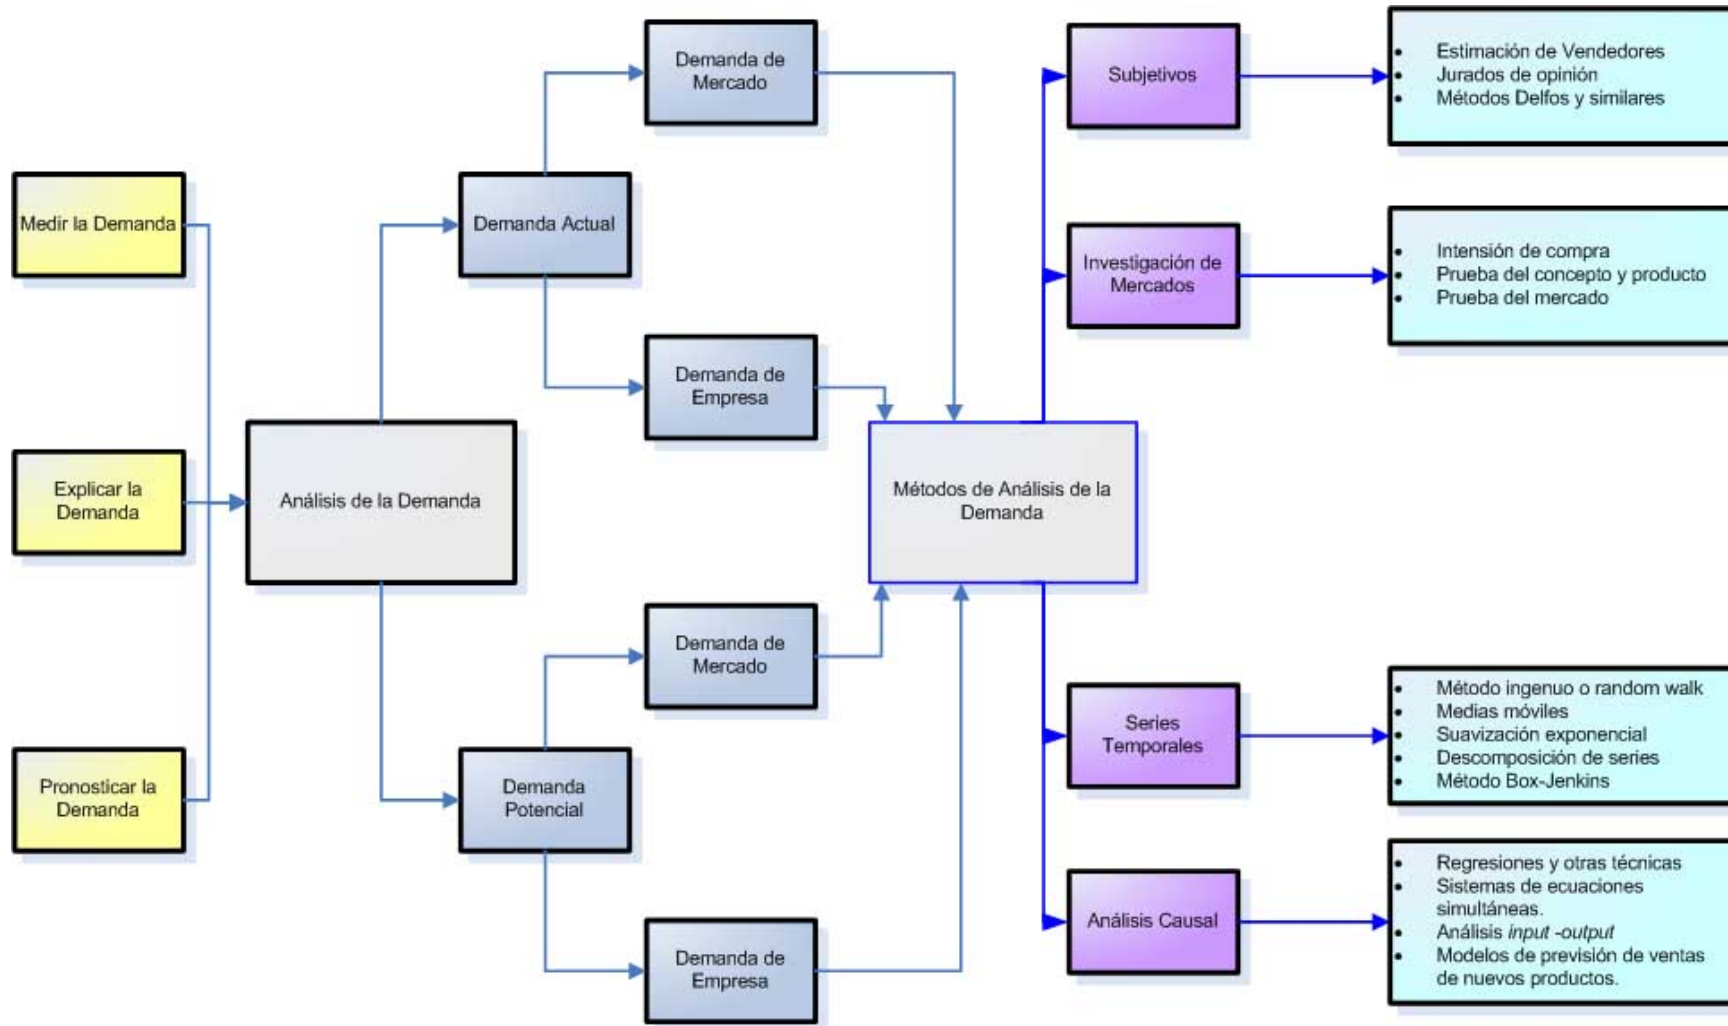 Medir la Demanda
Explicar la
Demanda
Pronosticar la
Demanda
Análisis de la Demanda
Demanda Actual
Demanda
Potencial
Demanda de
Mercado
Demanda de
Empresa
Demanda de
Mercado
Demanda de
Empresa
Métodos de Análisis de la
Demanda
Subjetivos
• Estimación de Vendedores
• Jurados de opinión
• Métodos Delfos y similares
Investigación de
Mercados
• Intensión de compra
• Prueba del concepto y producto
• Prueba del mercado
Series
Temporales
• Método ingenuo o random walk
• Medias móviles
• Suavización exponencial
• Descomposición de series
• Método Box-Jenkins
Análisis Causal
• Regresiones y otras técnicas
• Sistemas de ecuaciones
simultáneas.
• Análisis input -output
• Modelos de previsión de ventas
de nuevos productos.